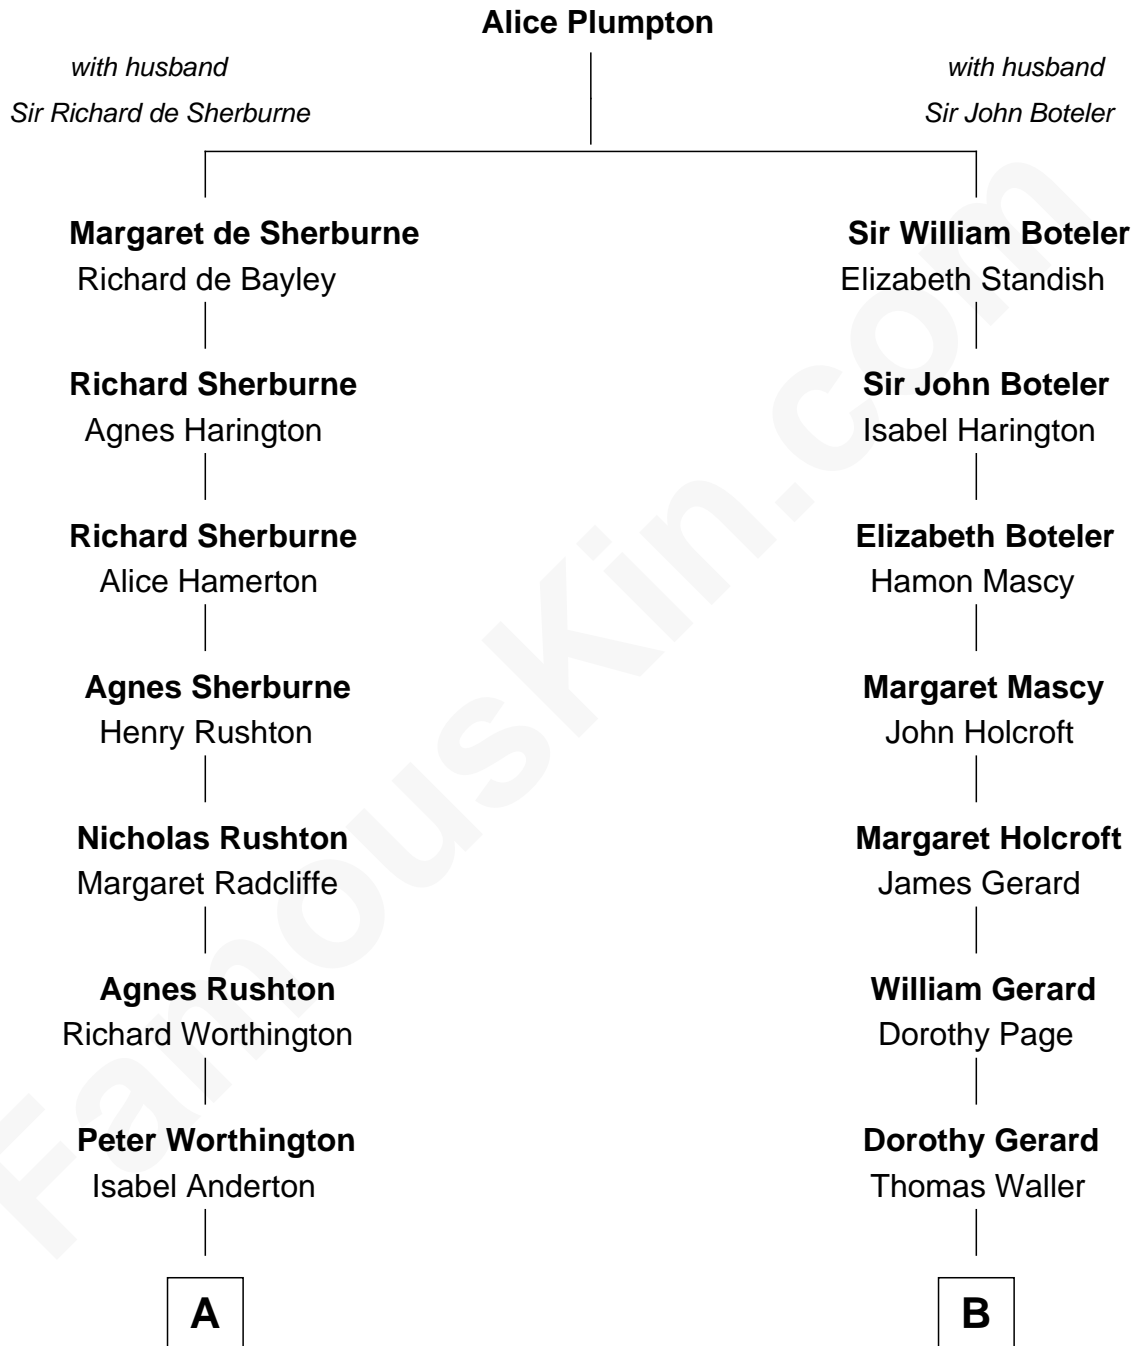 Alice Plumpton
with husband
Sir Richard de Sherburne
with husband
Sir John Boteler
Margaret de Sherburne
Richard de Bayley
Sir William Boteler
Elizabeth Standish
Richard Sherburne
Agnes Harington
Sir John Boteler
Isabel Harington
Richard Sherburne
Alice Hamerton
Elizabeth Boteler
Hamon Mascy
Agnes Sherburne
Henry Rushton
Margaret Mascy
John Holcroft
Nicholas Rushton
Margaret Radcliffe
Margaret Holcroft
James Gerard
Agnes Rushton
Richard Worthington
William Gerard
Dorothy Page
Peter Worthington
Isabel Anderton
Dorothy Gerard
Thomas Waller
A
B
FamousKin.com